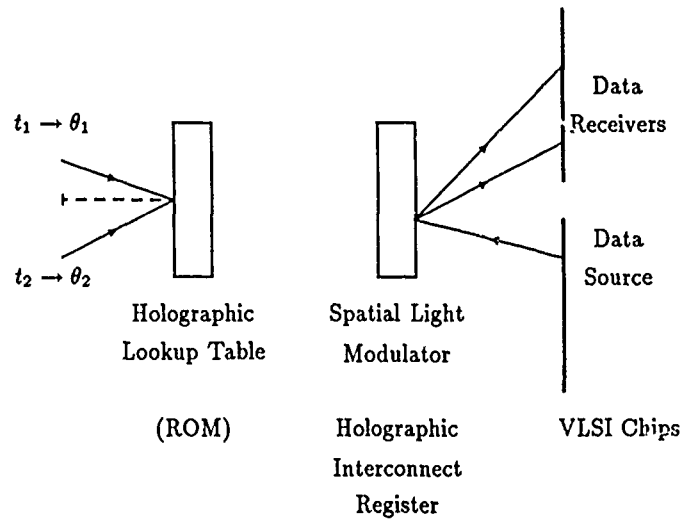 t₁ → θ₁
t₂ → θ₂
Holographic
Lookup Table
(ROM)
Spatial Light
Modulator
Holographic
Interconnect
Register
Data
Receivers
Data
Source
VLSI Chips